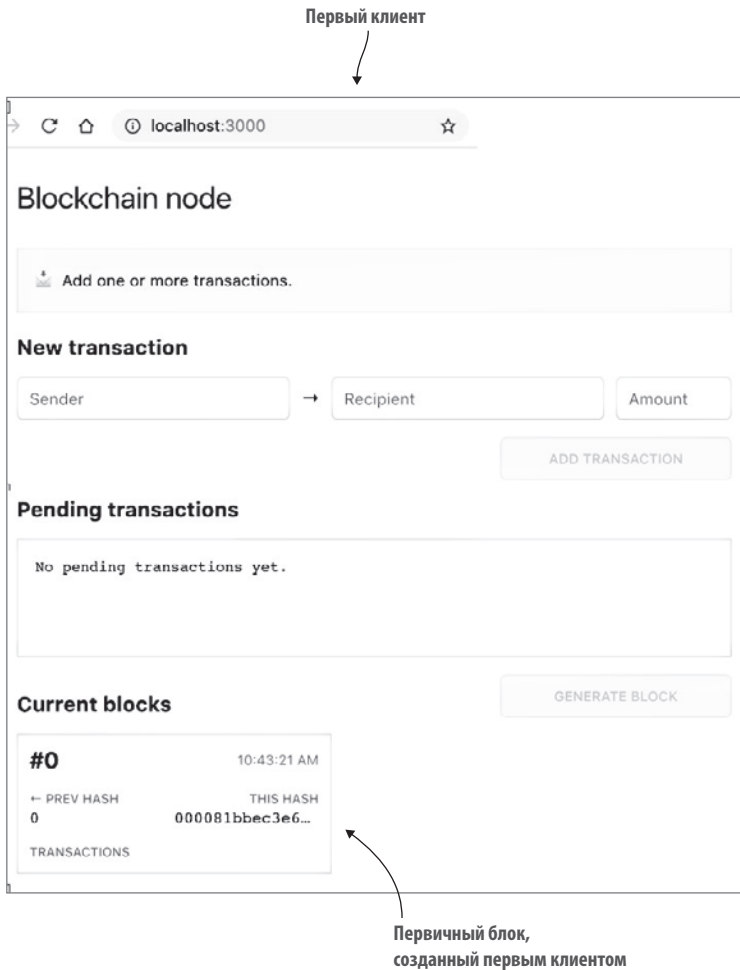 Первый клиент
localhost:3000
Blockchain node
Add one or more transactions.
New transaction
Sender → Recipient Amount
ADD TRANSACTION
Pending transactions
No pending transactions yet.
GENERATE BLOCK
Current blocks
#0 10:43:21 AM
← PREV HASH THIS HASH
0 000081bbec3e6…
TRANSACTIONS
Первичный блок,
созданный первым клиентом